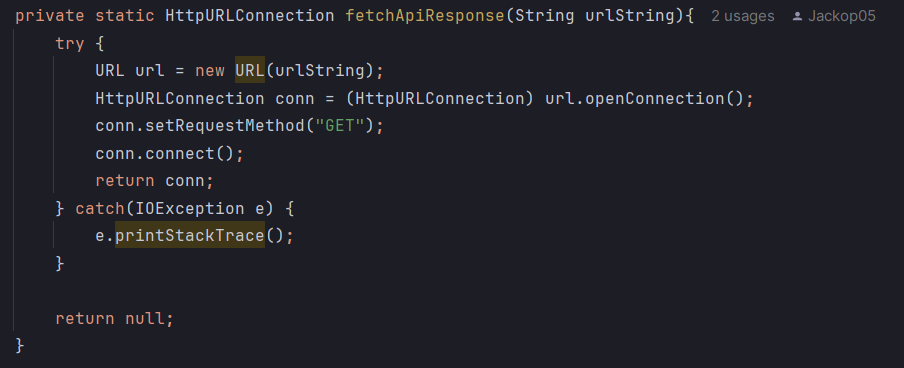 private static HttpURLConnection fetchApiResponse(String urlString){ 2 usages Jackop05
    try {
        URL url = new URL(urlString);
        HttpURLConnection conn = (HttpURLConnection) url.openConnection();
        conn.setRequestMethod("GET");
        conn.connect();
        return conn;
    } catch(IOException e) {
        e.printStackTrace();
    }
    return null;
}